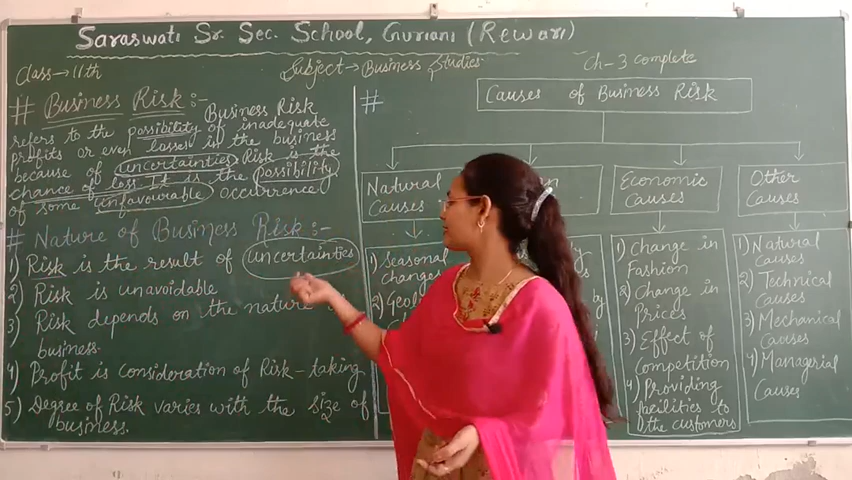 Saraswati Sr. Sec. School, Guriani (Rewari)
Class → 11th
Subject → Business Studies
Ch-3 complete
# Business Risk :-
Business Risk
refers to the possibility of inadequate
profits or even losses in the business
because of uncertainties Risk is the
chance of loss It is the possibility
of some unfavourable occurrence
# Nature of Business Risk :-
1) Risk is the result of uncertainties
2) Risk is unavoidable
3) Risk depends on the nature
business.
4) Profit is consideration of Risk-taking
5) Degree of Risk varies with the size of
business.
# Causes of Business Risk
Natural
Causes
1) Seasonal
changes
2)
by
Economic
Causes
1) Change in
Fashion
2) Change in
Prices
3) Effect of
Competition
4) Providing
facilities to
the customers
Other
Causes
1) Natural
Causes
2) Technical
Causes
3) Mechanical
Causes
4) Managerial
Causes